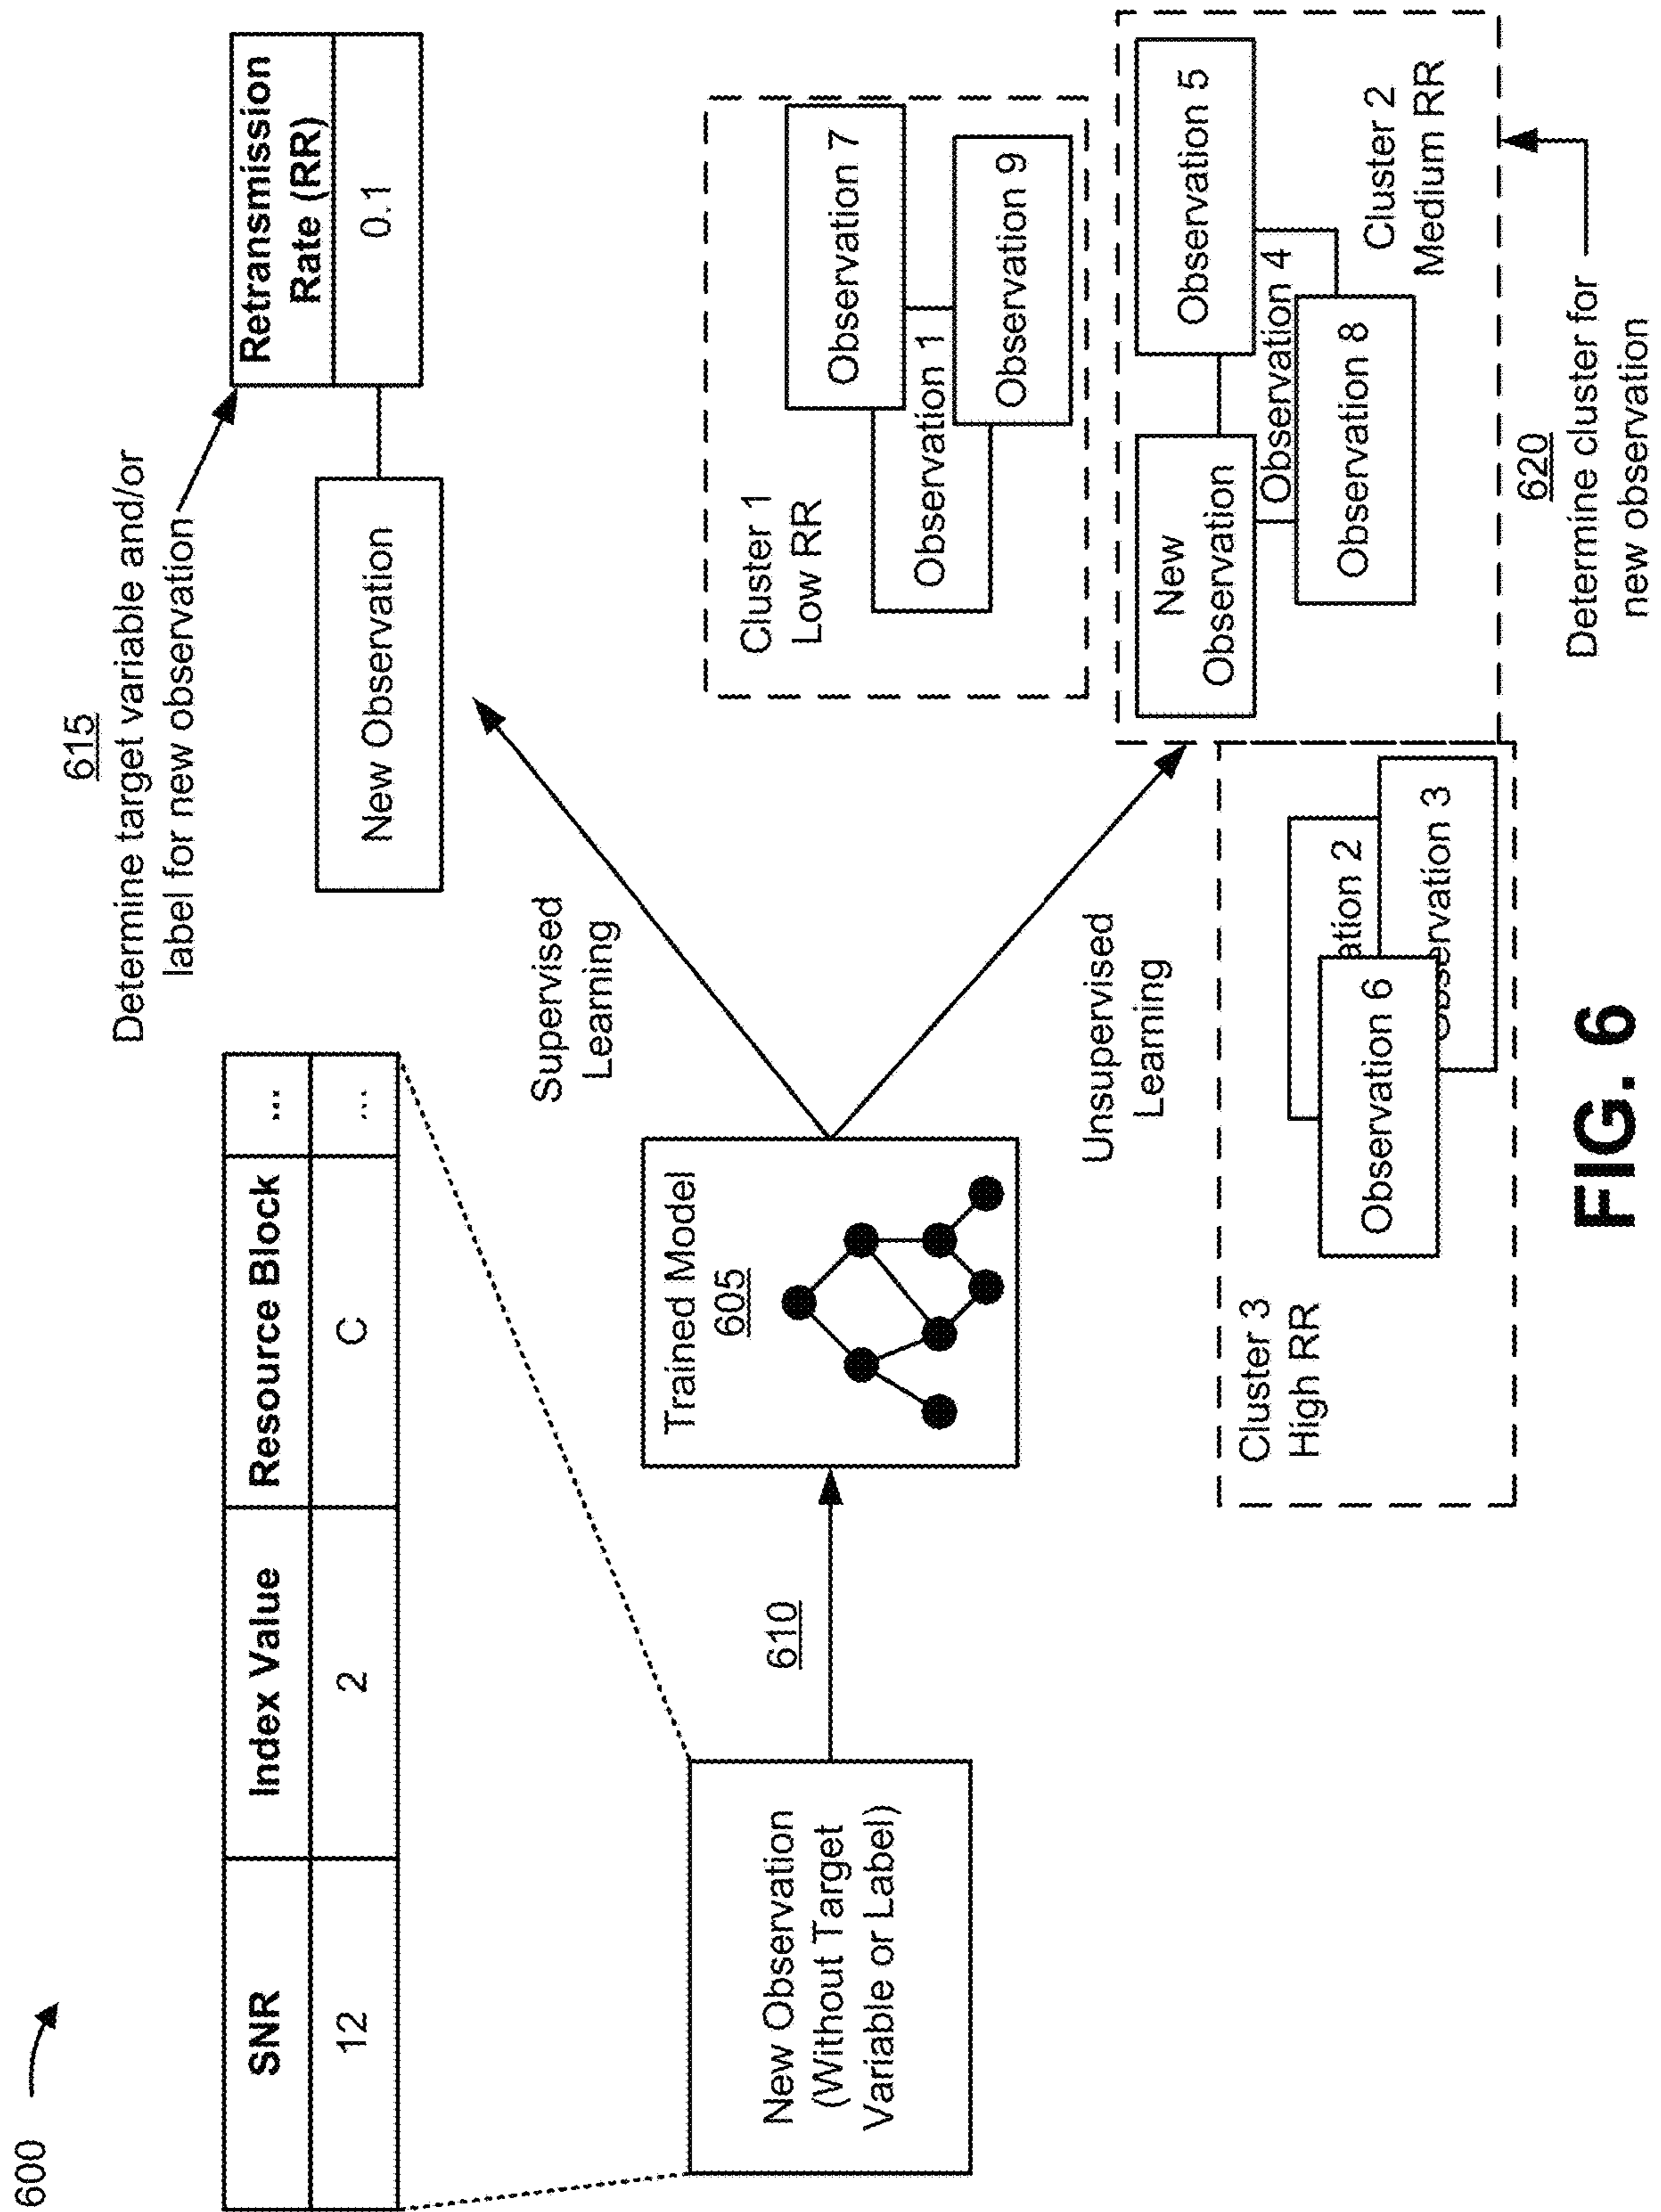 600
SNR
Index Value
Resource Block
...
12
2
C
...
615
Determine target variable and/or
label for new observation
Retransmission
Rate (RR)
0.1
New Observation
Supervised
Learning
New Observation
(Without Target
Variable or Label)
610
Trained Model
605
Unsupervised
Learning
Cluster 1
Low RR
Observation 7
Observation 1
Observation 9
New
Observation
Observation 5
Observation 4
Observation 8
Cluster 2
Medium RR
Cluster 3
High RR
ation 2
Observation 6
servation 3
620
Determine cluster for
new observation
FIG. 6